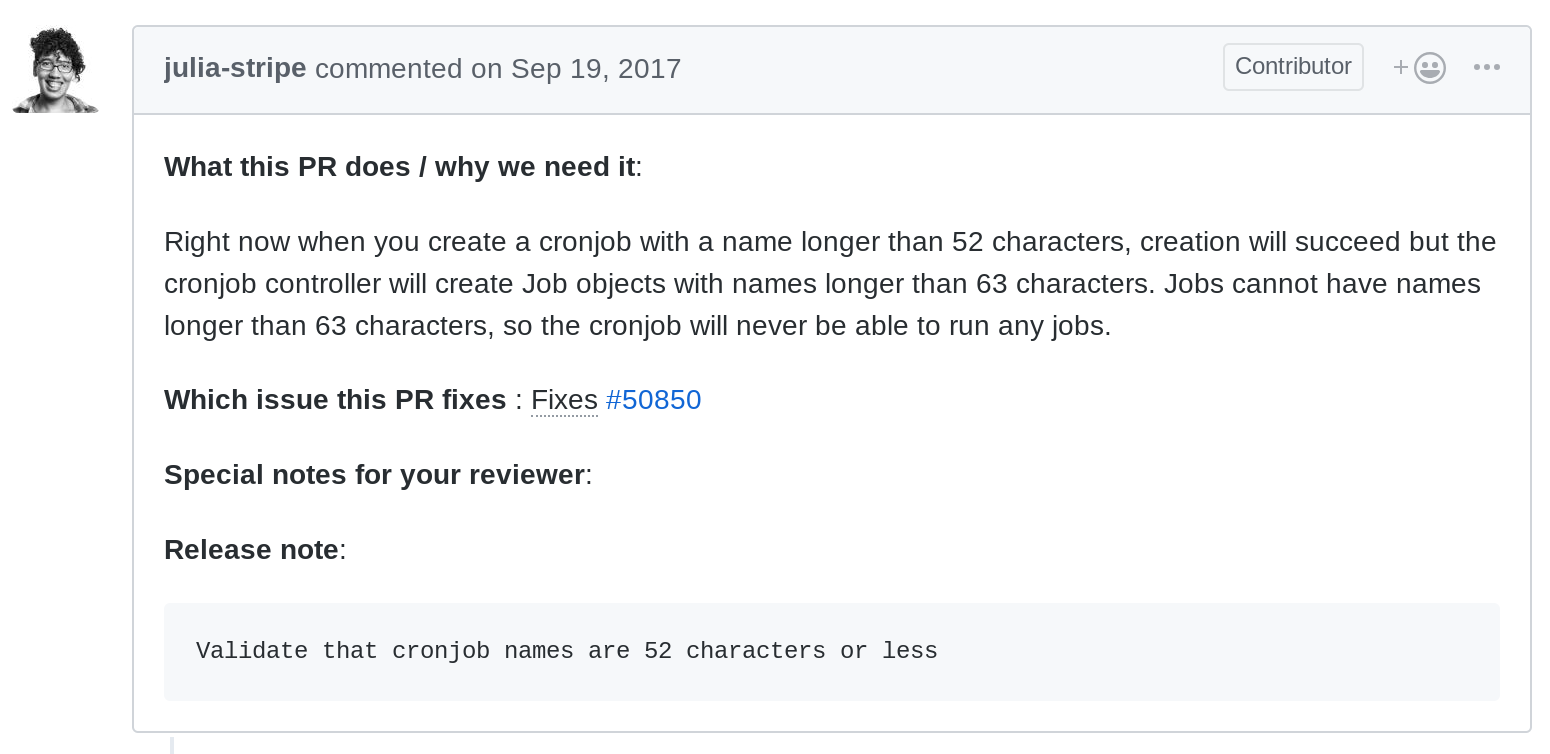 julia-stripe commented on Sep 19, 2017
Contributor
What this PR does / why we need it:
Right now when you create a cronjob with a name longer than 52 characters, creation will succeed but the
cronjob controller will create Job objects with names longer than 63 characters. Jobs cannot have names
longer than 63 characters, so the cronjob will never be able to run any jobs.
Which issue this PR fixes : Fixes #50850
Special notes for your reviewer:
Release note:
Validate that cronjob names are 52 characters or less